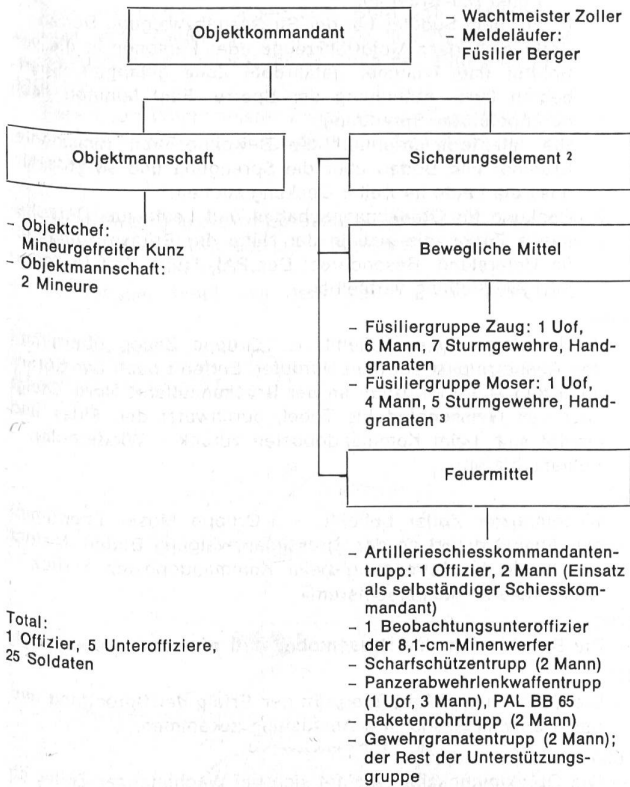 Objektkommandant
– Wachtmeister Zoller
– Meldeläufer:
Füsilier Berger
Objektmannschaft
Sicherungselement ²
– Objektchef:
Mineurgefreiter Kunz
– Objektmannschaft:
2 Mineure
Bewegliche Mittel
– Füsiliergruppe Zaug: 1 Uof,
6 Mann, 7 Sturmgewehre, Hand-
granaten
– Füsiliergruppe Moser: 1 Uof,
4 Mann, 5 Sturmgewehre, Hand-
granaten ³
Feuermittel
– Artillerieschiesskommandanten-
trupp: 1 Offizier, 2 Mann (Einsatz
als selbständiger Schiesskom-
mandant)
– 1 Beobachtungsunteroffizier
der 8,1-cm-Minenwerfer
– Scharfschützentrupp (2 Mann)
– Panzerabwehrlenkwaffentrupp
(1 Uof, 3 Mann), PAL BB 65
– Raketenrohrtrupp (2 Mann)
– Gewehrgranatentrupp (2 Mann);
der Rest der Unterstützungs-
gruppe
Total:
1 Offizier, 5 Unteroffiziere,
25 Soldaten